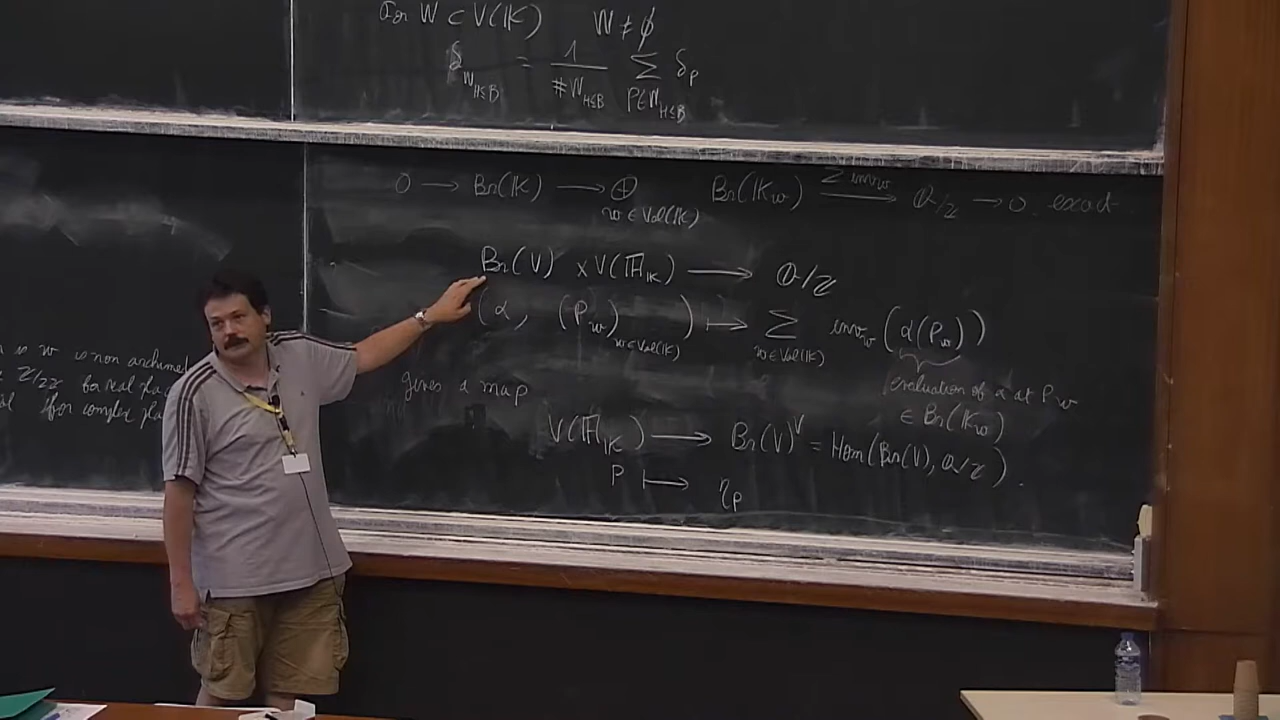 For W ⊂ V(𝕂) W ≠ ∅
δ_{W_{H≤B}} = 1/#W_{H≤B} Σ_{P∈W_{H≤B}} δ_P
0 → Br(𝕂) → ⊕_{w∈Val(𝕂)} Br(𝕂_w) →^{Σ inv_w} Q/Z → 0 exact
Br(V) × V(𝔸_𝕂) → Q/Z
(α, (P_w)_{w∈Val(𝕂)}) ↦ Σ_{w∈Val(𝕂)} inv_w(α(P_w))
evaluation of α at P_w
∈ Br(𝕂_w)
gives a map
V(𝔸_𝕂) → Br(V)^∨ = Hom(Br(V), Q/Z).
P ↦ η_P
w is non archimed
Z/2Z for real plac
for complex pla